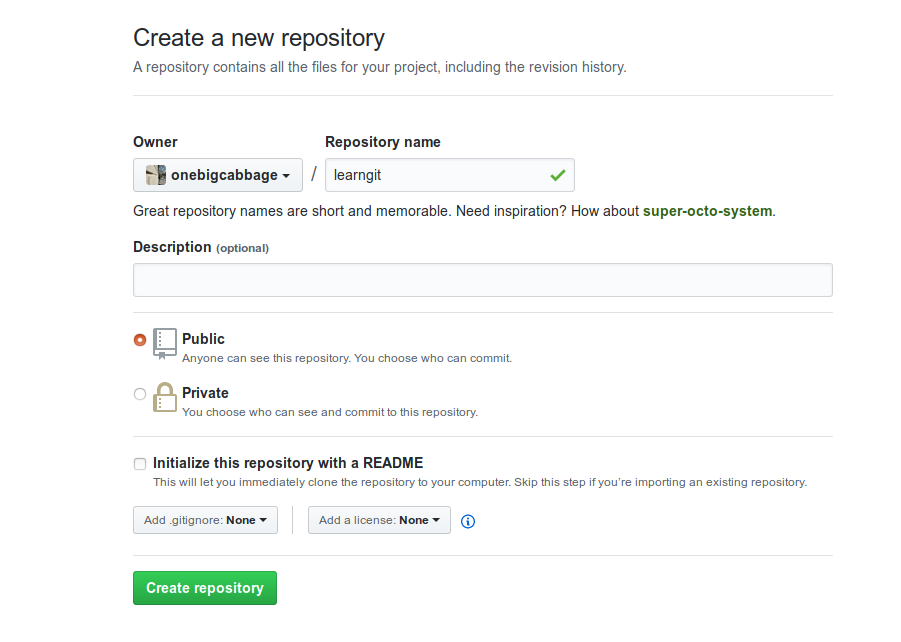 Create a new repository
A repository contains all the files for your project, including the revision history.
Owner
Repository name
onebigcabbage
/
learngit
Great repository names are short and memorable. Need inspiration? How about super-octo-system.
Description (optional)
Public
Anyone can see this repository. You choose who can commit.
Private
You choose who can see and commit to this repository.
Initialize this repository with a README
This will let you immediately clone the repository to your computer. Skip this step if you’re importing an existing repository.
Add .gitignore: None
Add a license: None
Create repository